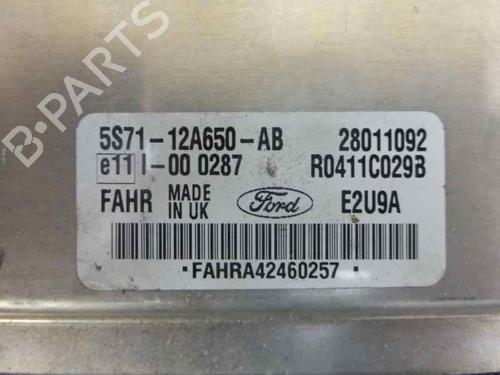 5S71-12A650-AB 28011092
e11 I-00 0287 R0411C029B
FAHR MADE IN UK Ford E2U9A
·FAHRA42460257·
B-PARTS